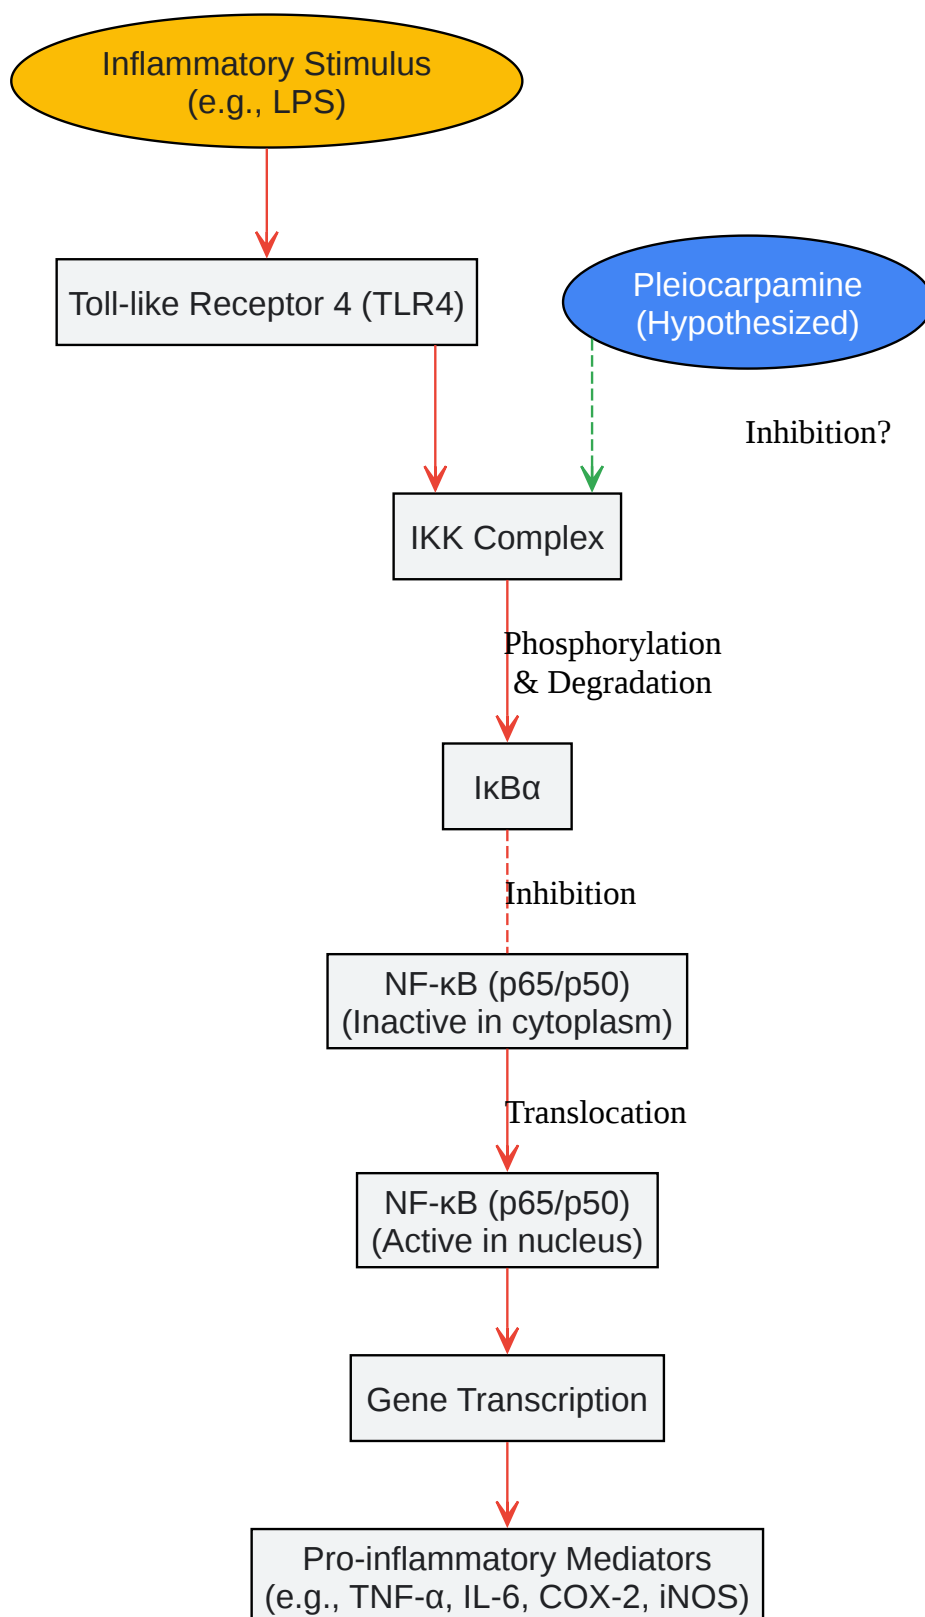 Inflammatory Stimulus
(e.g., LPS)
Toll-like Receptor 4 (TLR4)
Pleiocarpamine
(Hypothesized)
Inhibition?
IKK Complex
Phosphorylation
& Degradation
IκBα
Inhibition
NF-κB (p65/p50)
(Inactive in cytoplasm)
Translocation
NF-κB (p65/p50)
(Active in nucleus)
Gene Transcription
Pro-inflammatory Mediators
(e.g., TNF-α, IL-6, COX-2, iNOS)